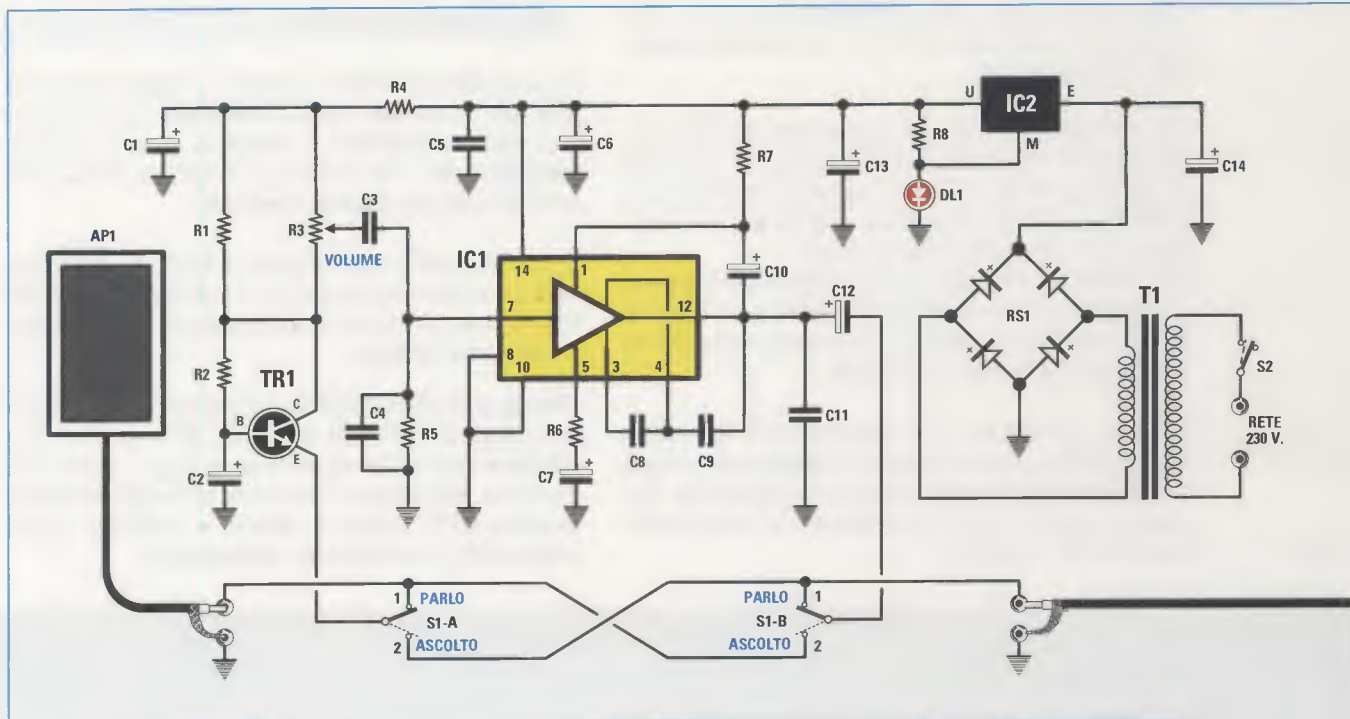 R4
U
IC2
E
C1
+
C5
+
C6
R7
+
C13
R8
M
+
C14
DL1
AP1
R1
R3
VOLUME
C3
IC1
14
1
7
12
8
10
5
3
4
+
C10
+
C12
RS1
T1
S2
RETE
230 V.
R2
TR1
B
C
E
C2
+
C4
R5
R6
C7
+
C8
C9
C11
1
PARLO
S1-A
2
ASCOLTO
PARLO
1
S1-B
ASCOLTO
2